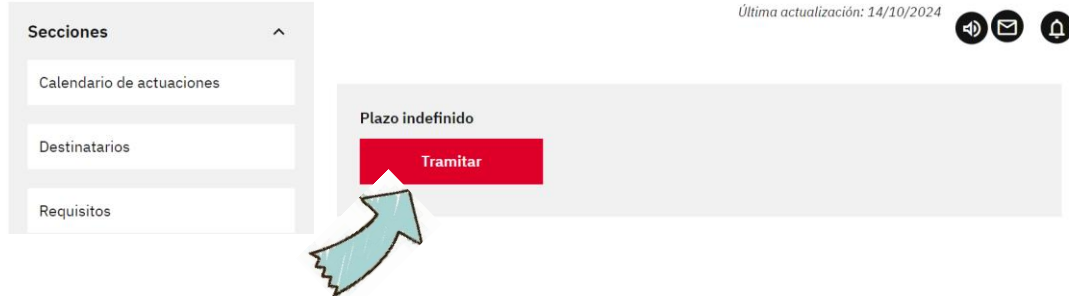 Última actualización: 14/10/2024
Secciones
Calendario de actuaciones
Destinatarios
Requisitos
Plazo indefinido
Tramitar